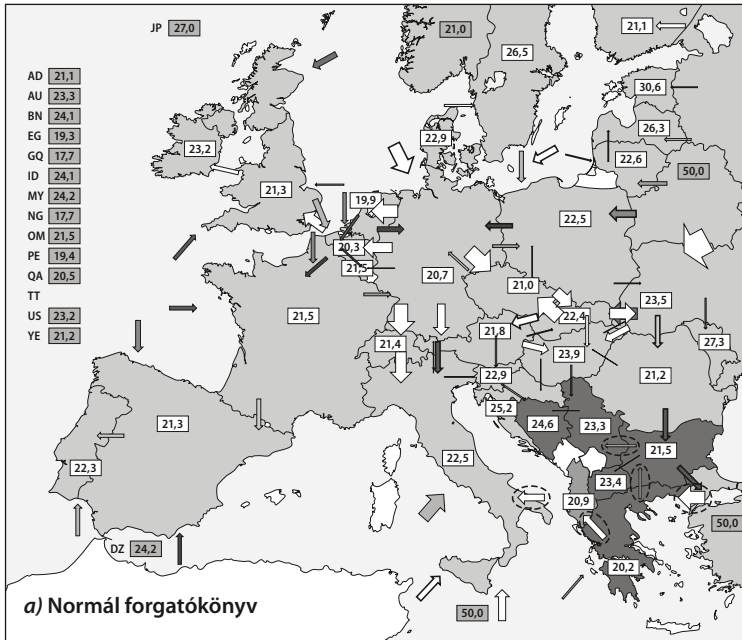 JP 27,0
21,0
26,5
21,1
AD 21,1
AU 23,3
BN 24,1
EG 19,3
GQ 17,7
ID 24,1
MY 24,2
NG 17,7
OM 21,5
PE 19,4
QA 20,5
TT
US 23,2
YE 21,2
30,6
26,3
22,6
50,0
23,2
22,9
21,3
19,9
22,5
20,3
21,5
20,7
21,0
23,5
22,4
21,5
21,8
27,3
21,4
23,9
21,2
22,9
25,2
24,6
23,3
21,3
22,5
21,5
22,3
23,4
20,9
50,0
DZ 24,2
20,2
50,0
a) Normál forgatókönyv